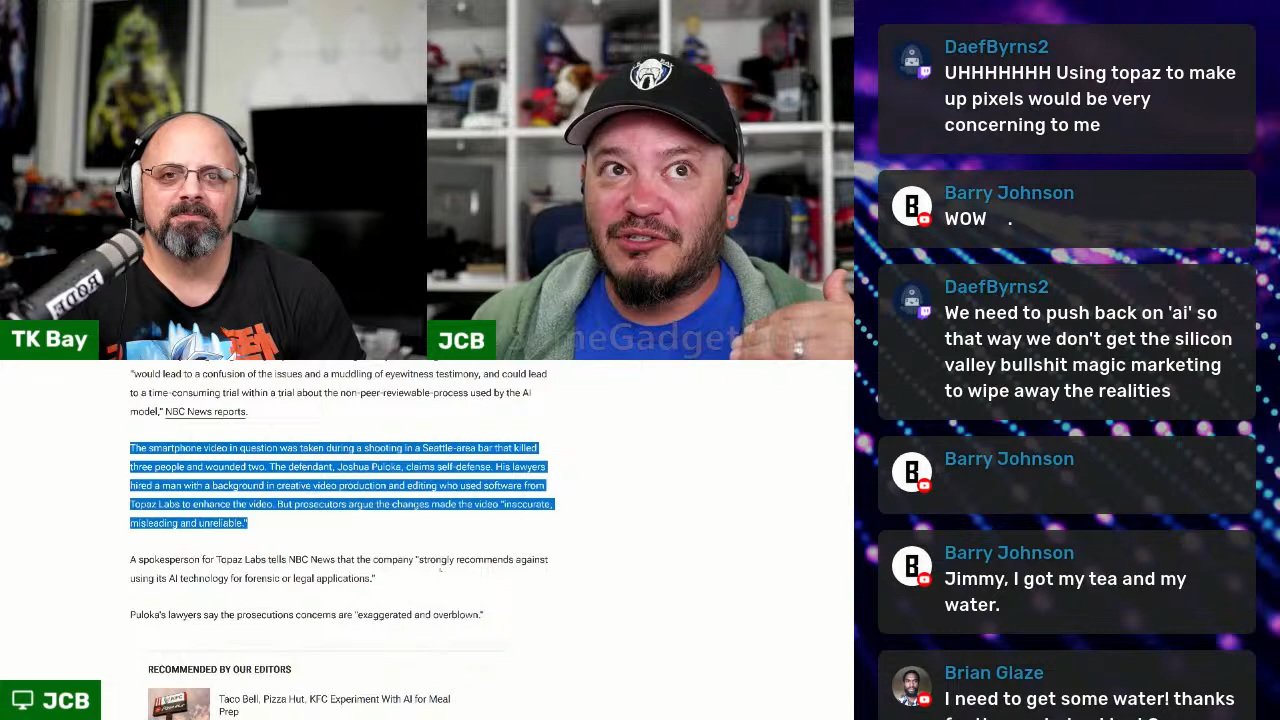 TK Bay
JCB
RODE
"would lead to a confusion of the issues and a muddling of eyewitness testimony, and could lead
to a time-consuming trial within a trial about the non-peer-reviewable-process used by the AI
model," NBC News reports.
The smartphone video in question was taken during a shooting in a Seattle-area bar that killed
three people and wounded two. The defendant, Joshua Puloka, claims self-defense. His lawyers
hired a man with a background in creative video production and editing who used software from
Topaz Labs to enhance the video. But prosecutors argue the changes made the video "inaccurate,
misleading and unreliable."
A spokesperson for Topaz Labs tells NBC News that the company "strongly recommends against
using its AI technology for forensic or legal applications."
Puloka's lawyers say the prosecutions concerns are "exaggerated and overblown."
RECOMMENDED BY OUR EDITORS
Taco Bell, Pizza Hut, KFC Experiment With AI for Meal
Prep
JCB
DaefByrns2
UHHHHHHH Using topaz to make
up pixels would be very
concerning to me
Barry Johnson
WOW .
DaefByrns2
We need to push back on 'ai' so
that way we don't get the silicon
valley bullshit magic marketing
to wipe away the realities
Barry Johnson
Barry Johnson
Jimmy, I got my tea and my
water.
Brian Glaze
I need to get some water! thanks